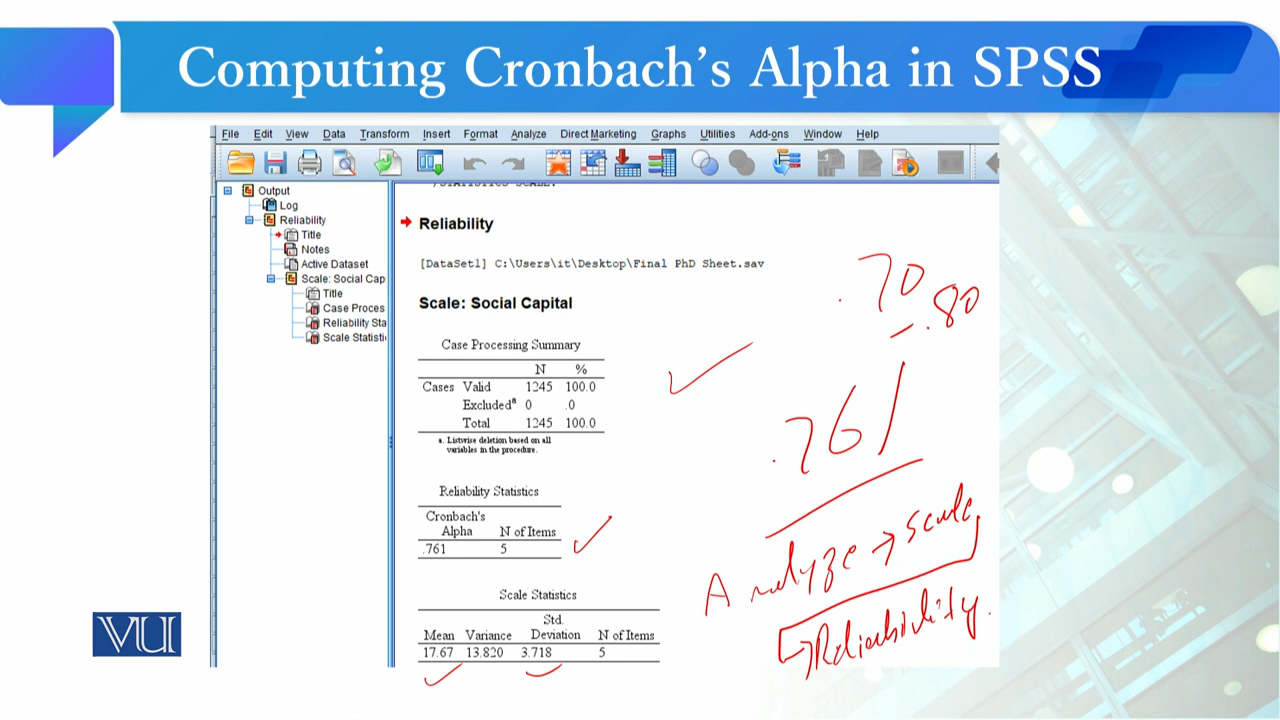 Computing Cronbach's Alpha in SPSS
File Edit View Data Transform Insert Format Analyze Direct Marketing Graphs Utilities Add-ons Window Help
Output
Log
Reliability
Title
Notes
Active Dataset
Scale: Social Cap
Title
Case Proces
Reliability Sta
Scale Statisti
/STATISTICS=SCALE.
Reliability
[DataSet1] C:\Users\it\Desktop\Final PhD Sheet.sav
Scale: Social Capital
Case Processing Summary
N %
Cases Valid 1245 100.0
Excludedᵃ 0 .0
Total 1245 100.0
a. Listwise deletion based on all
variables in the procedure.
Reliability Statistics
Cronbach's
Alpha N of Items
.761 5
Scale Statistics
Mean Variance Std. Deviation N of Items
17.67 13.820 3.718 5
.70
- .80
.761
Analyze → Scale
Reliability.
VU